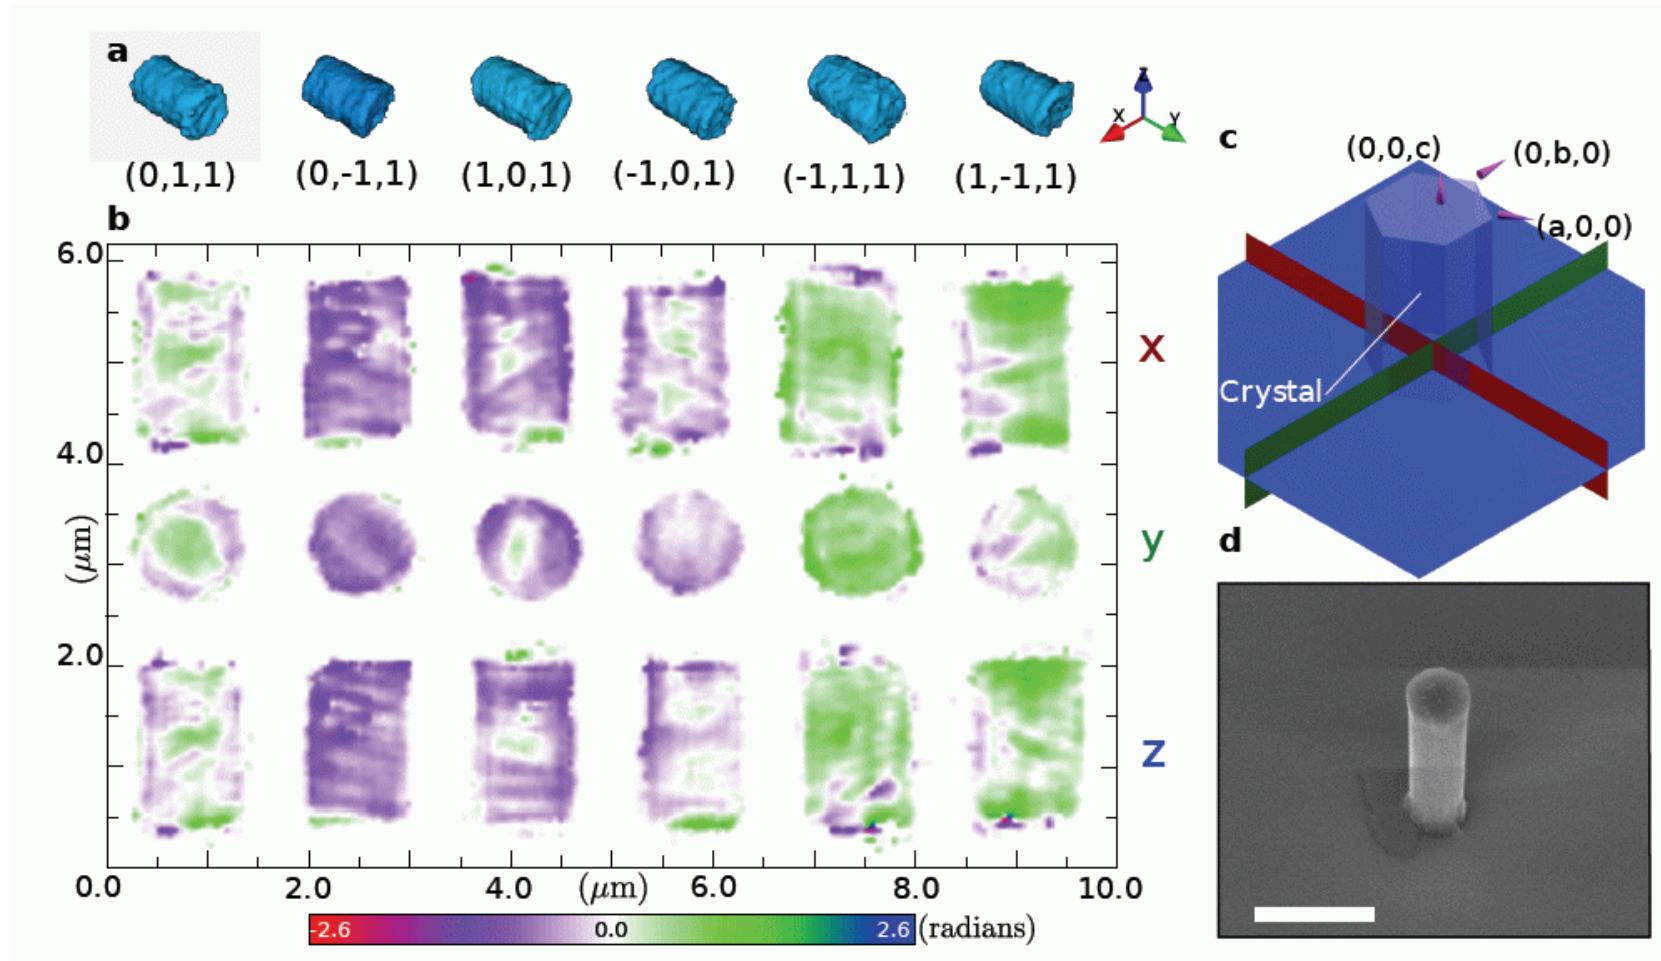 a
(0,1,1) (0,-1,1) (1,0,1) (-1,0,1) (-1,1,1) (1,-1,1)
Z
X Y
b
6.0
4.0
2.0
(μm)
x
y
z
0.0 2.0 4.0 (μm) 6.0 8.0 10.0
-2.6 0.0 2.6 (radians)
c
(0,0,c) (0,b,0)
(a,0,0)
Crystal
d